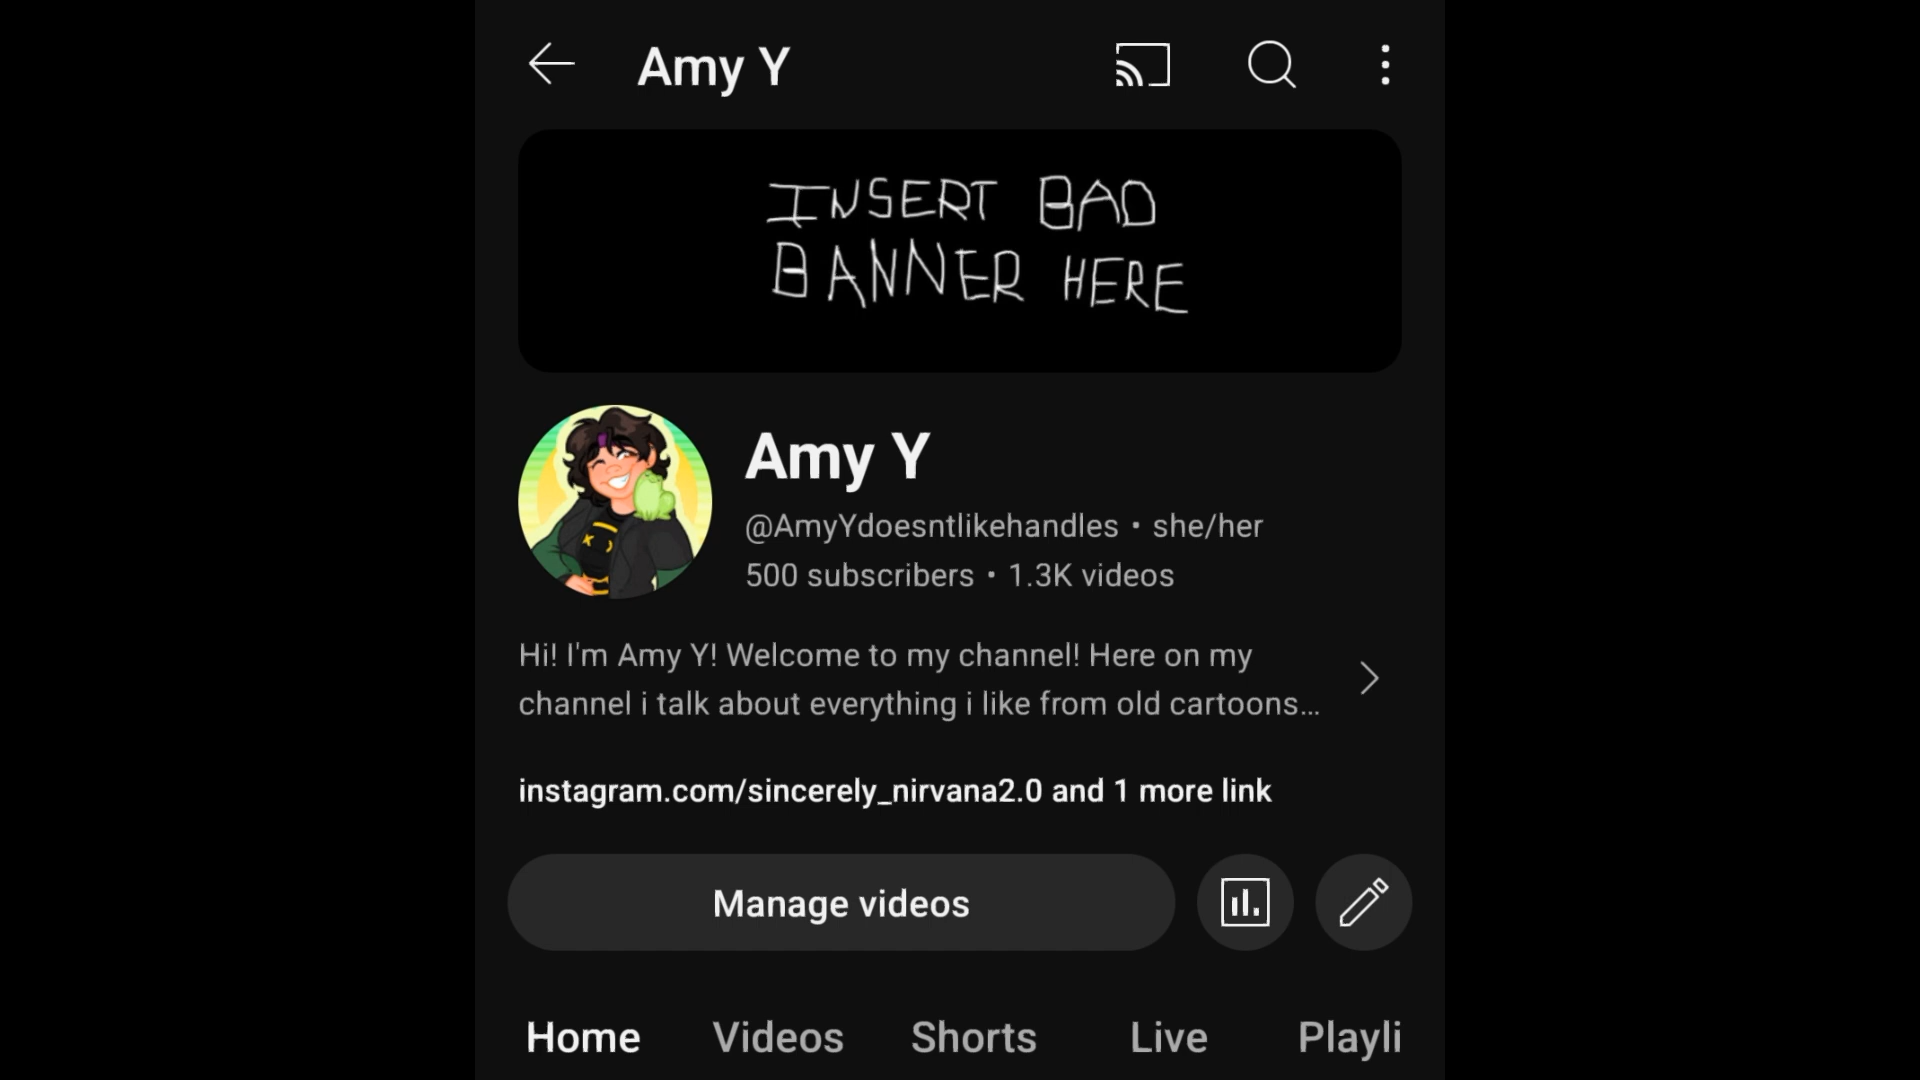 Amy Y
INSERT BAD
BANNER HERE
Amy Y
@AmyYdoesntlikehandles • she/her
500 subscribers • 1.3K videos
Hi! I'm Amy Y! Welcome to my channel! Here on my
channel i talk about everything i like from old cartoons...
instagram.com/sincerely_nirvana2.0 and 1 more link
Manage videos
Home Videos Shorts Live Playli